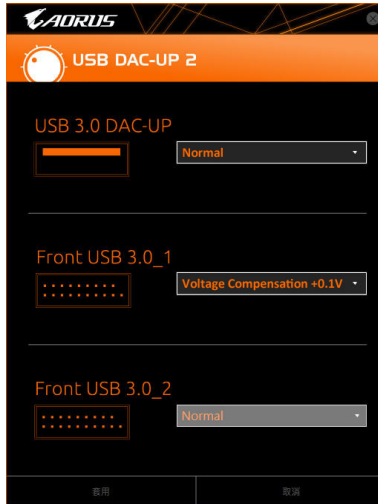 AORUS
USB DAC-UP 2
USB 3.0 DAC-UP
Normal
Front USB 3.0_1
Voltage Compensation +0.1V
Front USB 3.0_2
Normal
套用 取消